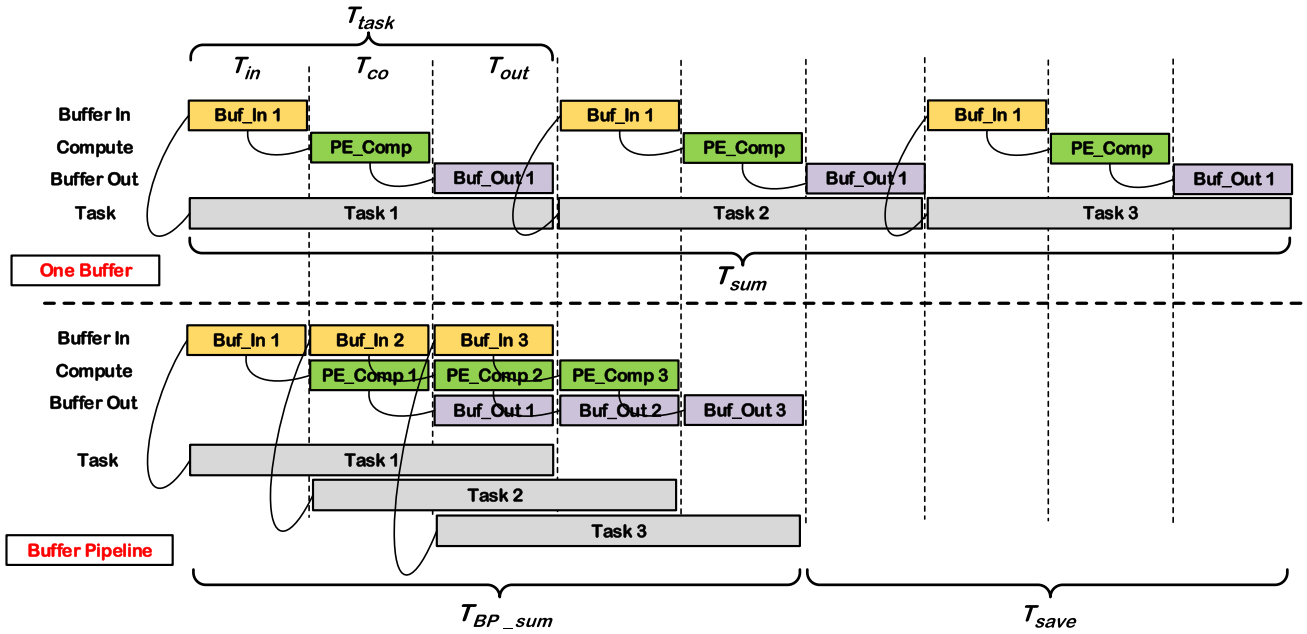 T_task
T_in T_co T_out
Buffer In Buf_In 1 Buf_In 1 Buf_In 1
Compute PE_Comp PE_Comp PE_Comp
Buffer Out Buf_Out 1 Buf_Out 1 Buf_Out 1
Task Task 1 Task 2 Task 3
One Buffer T_sum
Buffer In Buf_In 1 Buf_In 2 Buf_In 3
Compute PE_Comp 1 PE_Comp 2 PE_Comp 3
Buffer Out Buf_Out 1 Buf_Out 2 Buf_Out 3
Task Task 1
Task 2
Task 3
Buffer Pipeline
T_BP_sum T_save